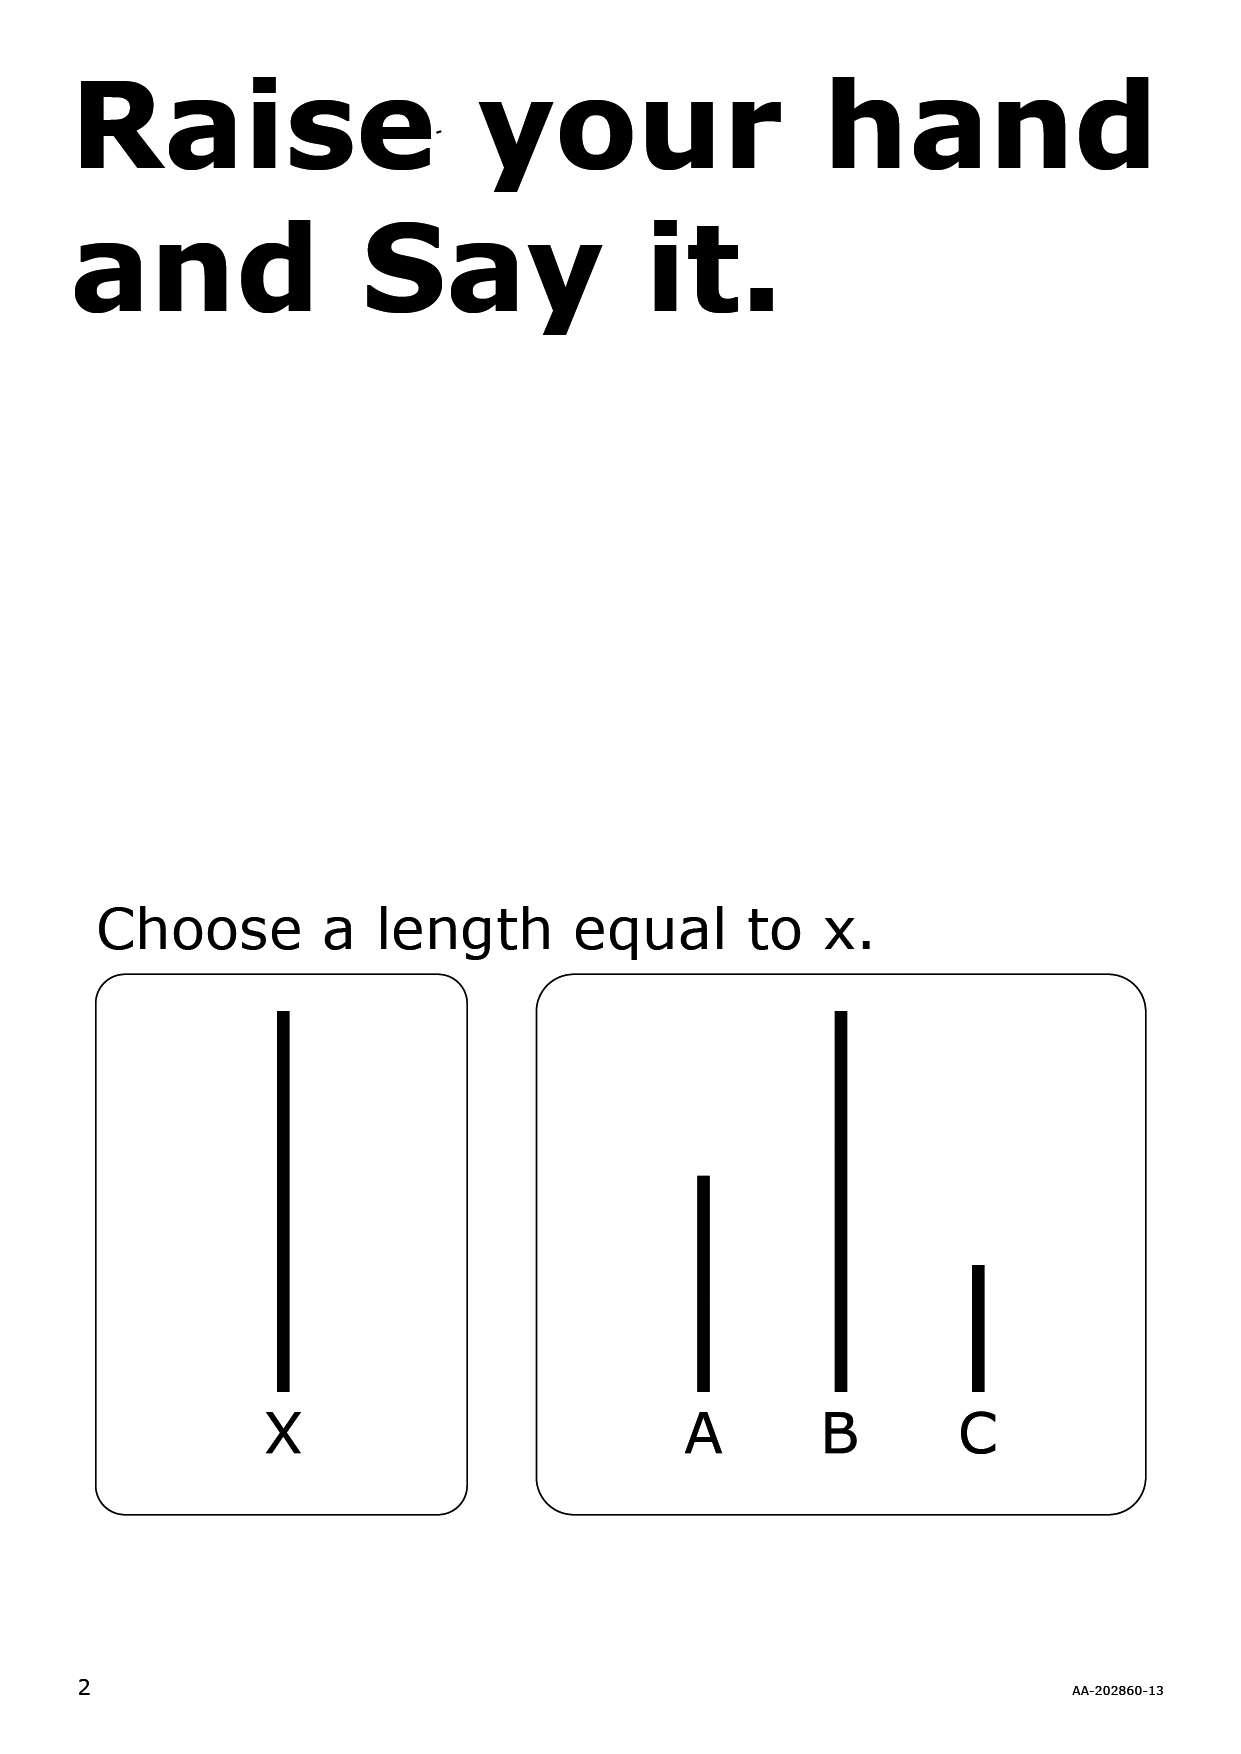 Raise your hand
and Say it.
Choose a length equal to x.
X
A B C
2
AA-202860-13